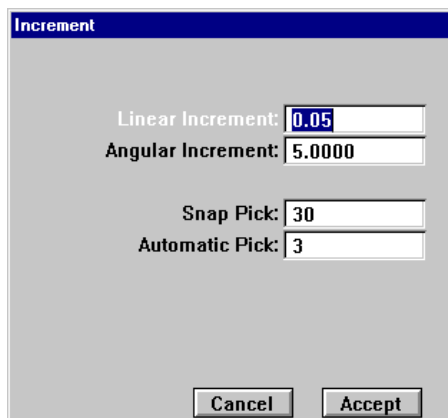 Increment
Linear Increment: 0.05
Angular Increment: 5.0000
Snap Pick: 30
Automatic Pick: 3
Cancel Accept